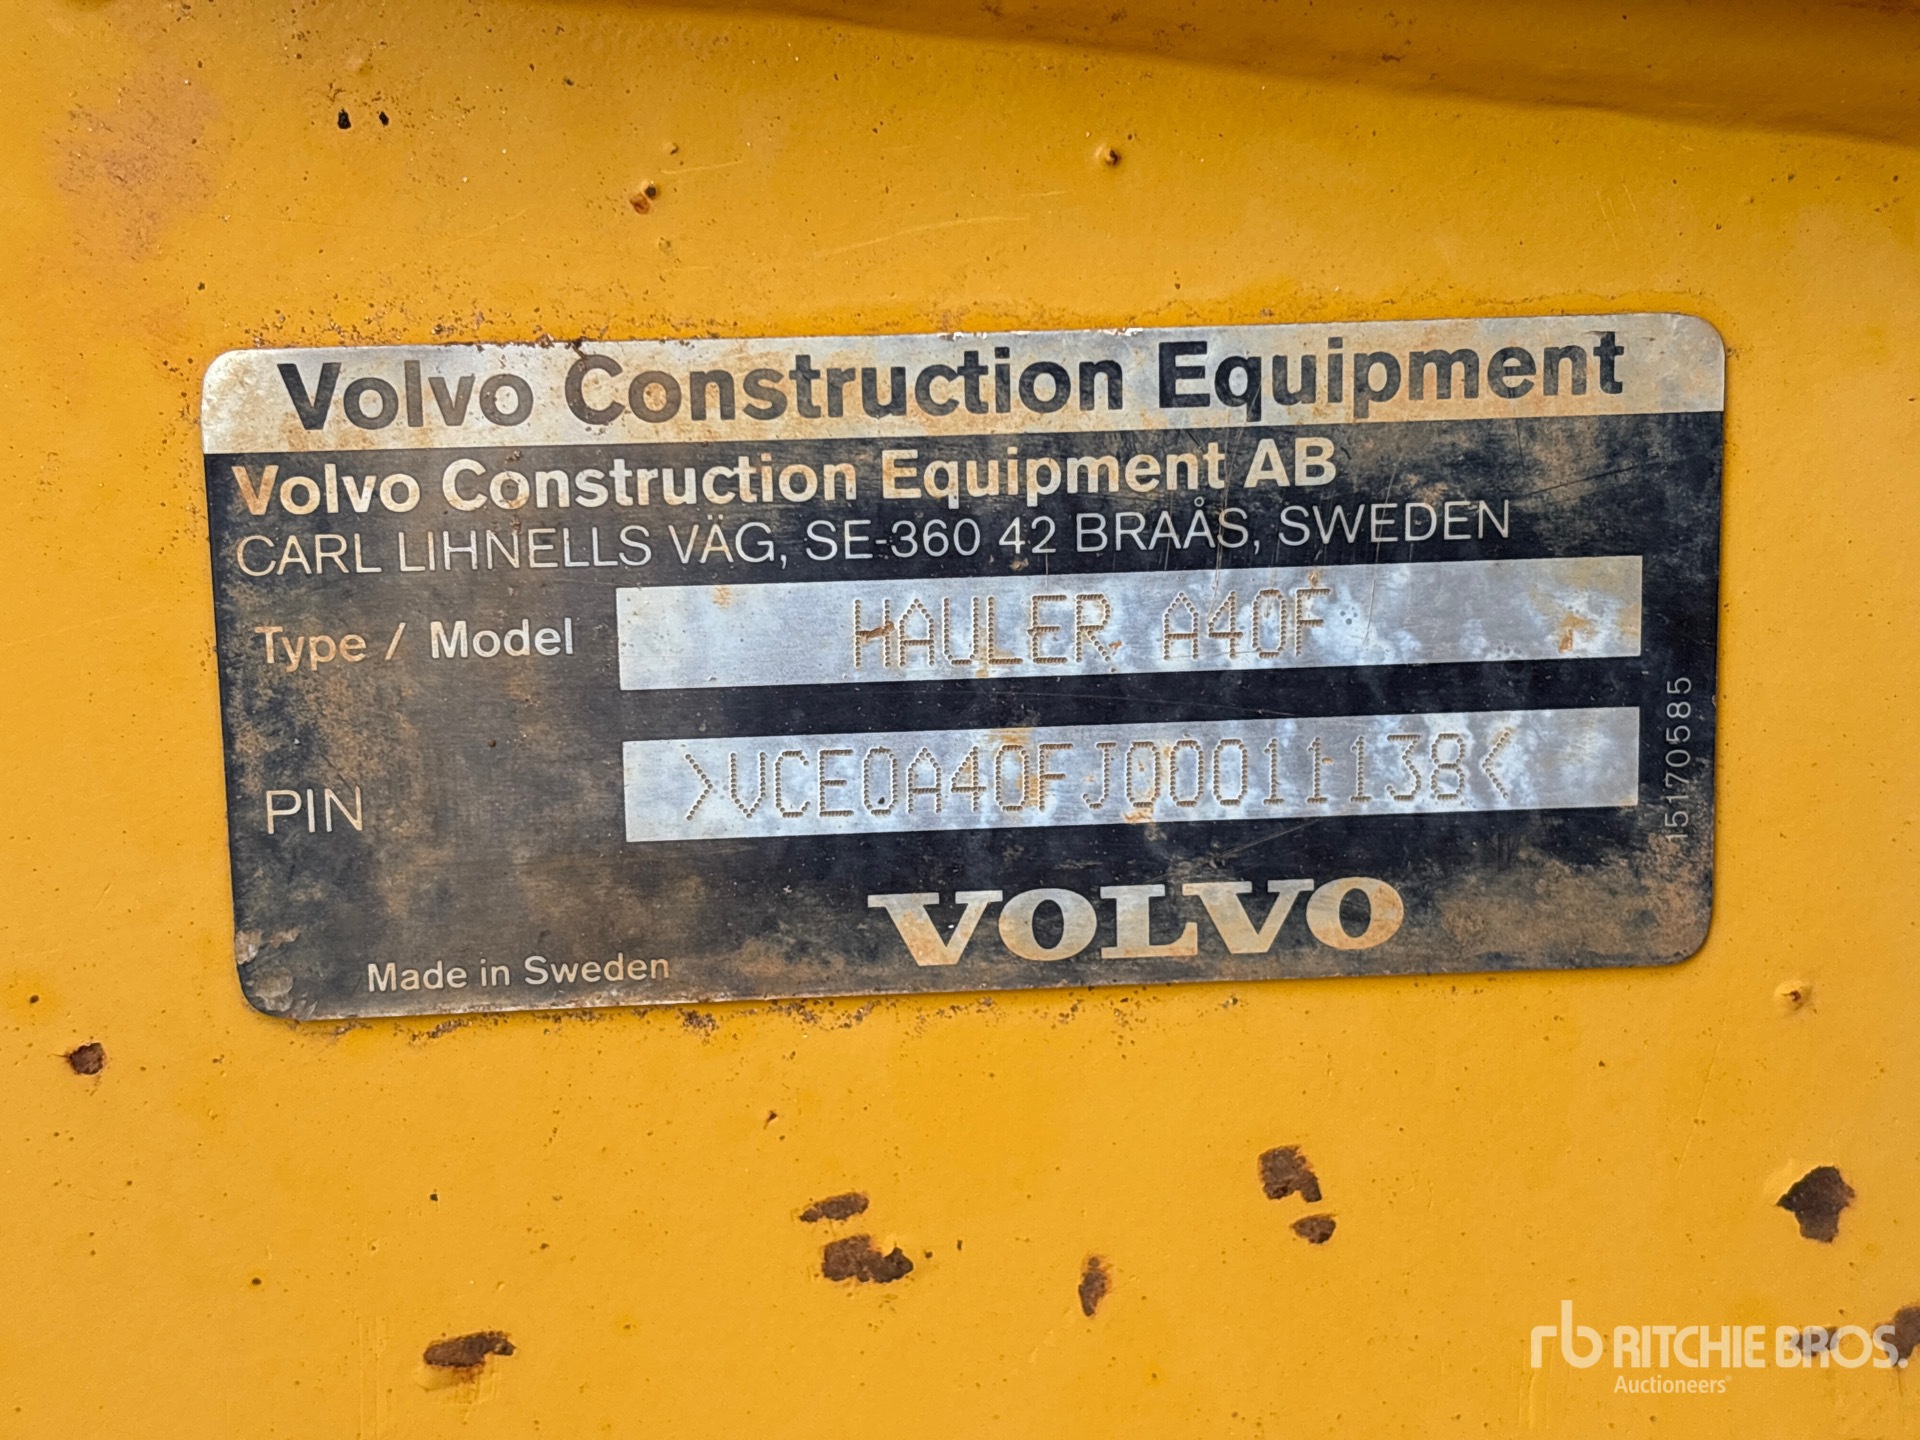 Volvo Construction Equipment
Volvo Construction Equipment AB
CARL LIHNELLS VÄG, SE-360 42 BRAÅS, SWEDEN
Type / Model HAULER A40F
PIN >VCE0A40FJ00011138<
15170585
VOLVO
Made in Sweden
rb RITCHIE BROS.
Auctioneers